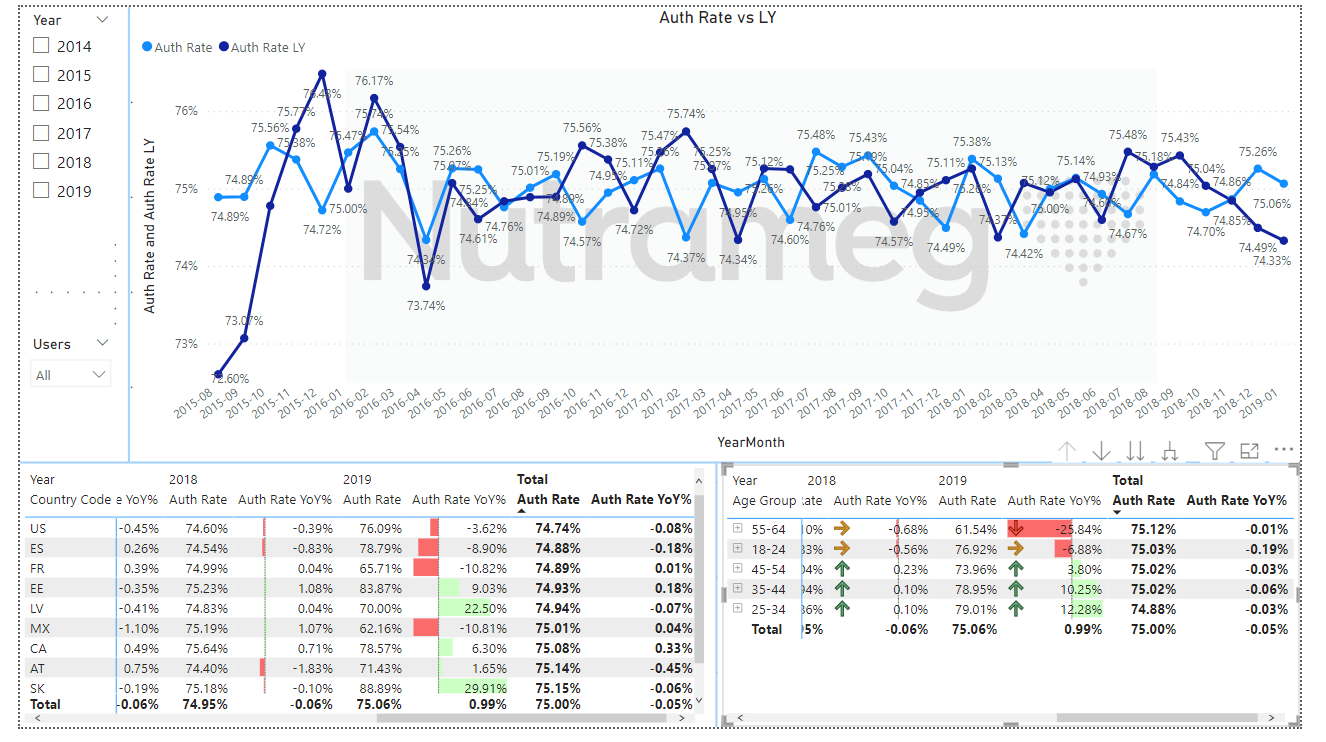 Year
2014
2015
2016
2017
2018
2019
Users
All
Auth Rate vs LY
Auth Rate Auth Rate LY
Auth Rate and Auth Rate LY
76%
75%
74%
73%
74.89% 74.89% 75.56% 75.38% 74.72% 75.47% 75.74% 75.25% 74.34% 75.26% 75.25% 74.76% 75.01% 75.19% 74.57% 74.95% 75.11% 75.26% 74.37% 75.07% 74.95% 75.12% 74.60% 75.48% 75.25% 75.43% 75.04% 74.85% 74.49% 75.38% 75.13% 74.42% 75.00% 75.14% 74.93% 74.67% 75.18% 74.84% 74.70% 74.86% 75.26% 75.06%
72.60% 73.07% 75.77% 76.48% 75.00% 76.17% 75.54% 73.74% 75.07% 74.61% 74.84% 74.89% 74.89% 75.56% 75.38% 74.72% 75.47% 75.74% 75.25% 74.34% 75.26% 74.76% 75.01% 74.57% 74.95% 75.11% 75.26% 74.37% 75.12% 74.60% 75.48% 75.43% 75.04% 74.85% 74.49% 74.33%
Nutrameg
2015-08 2015-09 2015-10 2015-11 2015-12 2016-01 2016-02 2016-03 2016-04 2016-05 2016-06 2016-07 2016-08 2016-09 2016-10 2016-11 2016-12 2017-01 2017-02 2017-03 2017-04 2017-05 2017-06 2017-07 2017-08 2017-09 2017-10 2017-11 2017-12 2018-01 2018-02 2018-03 2018-04 2018-05 2018-06 2018-07 2018-08 2018-09 2018-10 2018-11 2018-12 2019-01
YearMonth
Year 2018 2019 Total
Country Code e YoY% Auth Rate Auth Rate YoY% Auth Rate Auth Rate YoY% Auth Rate Auth Rate YoY%
US -0.45% 74.60% -0.39% 76.09% -3.62% 74.74% -0.08%
ES 0.26% 74.54% -0.83% 78.79% -8.90% 74.88% -0.18%
FR 0.39% 74.99% 0.04% 65.71% -10.82% 74.89% 0.01%
EE -0.35% 75.23% 1.08% 83.87% 9.03% 74.93% 0.18%
LV -0.41% 74.83% 0.04% 70.00% 22.50% 74.94% -0.07%
MX -1.10% 75.19% 1.07% 62.16% -10.81% 75.01% 0.04%
CA 0.49% 75.64% 0.71% 78.57% 6.30% 75.08% 0.33%
AT 0.75% 74.40% -1.83% 71.43% 1.65% 75.14% -0.45%
SK -0.19% 75.18% -0.10% 88.89% 29.91% 75.15% -0.06%
Total -0.06% 74.95% -0.06% 75.06% 0.99% 75.00% -0.05%
Year 2018 2019 Total
Age Group Rate Auth Rate YoY% Auth Rate Auth Rate YoY% Auth Rate Auth Rate YoY%
55-64 0% -0.68% 61.54% -25.84% 75.12% -0.01%
18-24 33% -0.56% 76.92% -6.88% 75.03% -0.19%
45-54 04% 0.23% 73.96% 3.80% 75.02% -0.03%
35-44 94% 0.10% 78.95% 10.25% 75.02% -0.06%
25-34 86% 0.10% 79.01% 12.28% 74.88% -0.03%
Total 5% -0.06% 75.06% 0.99% 75.00% -0.05%